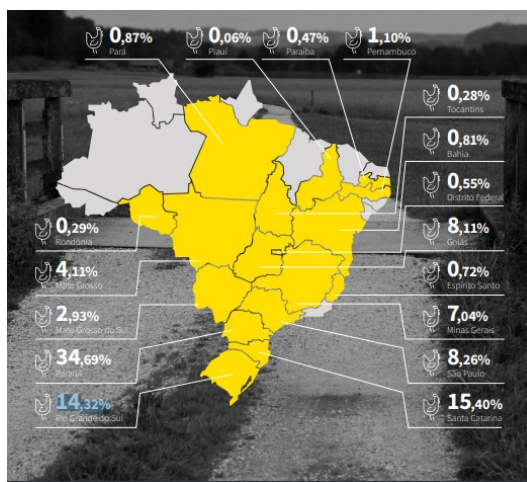 0,87%
Pará
0,06%
Piauí
0,47%
Paraíba
1,10%
Pernambuco
0,28%
Tocantins
0,81%
Bahia
0,55%
Distrito Federal
8,11%
Goiás
0,72%
Espírito Santo
7,04%
Minas Gerais
8,26%
São Paulo
15,40%
Santa Catarina
0,29%
Rondônia
4,11%
Mato Grosso
2,93%
Mato Grosso do Sul
34,69%
Paraná
14,32%
Rio Grande do Sul